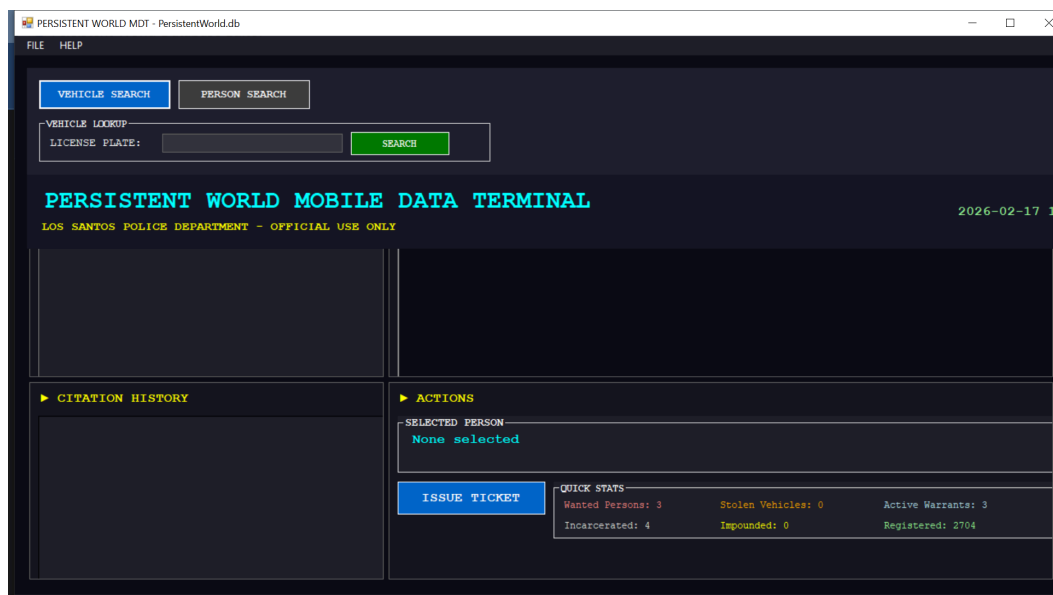 PERSISTENT WORLD MDT - PersistentWorld.db
FILE HELP
VEHICLE SEARCH PERSON SEARCH
VEHICLE LOOKUP
LICENSE PLATE: SEARCH
PERSISTENT WORLD MOBILE DATA TERMINAL
LOS SANTOS POLICE DEPARTMENT - OFFICIAL USE ONLY
2026-02-17 1
► CITATION HISTORY
► ACTIONS
SELECTED PERSON
None selected
ISSUE TICKET
QUICK STATS
Wanted Persons: 3 Stolen Vehicles: 0 Active Warrants: 3
Incarcerated: 4 Impounded: 0 Registered: 2704